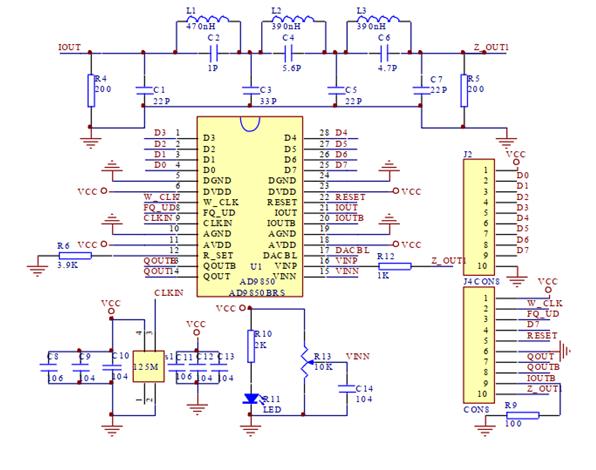 L1 L2 L3
470nH 390nH 390nH
IOUT C2 C4 C6 Z_OUT1
1P 5.6P 4.7P
R4 C1 C3 C5 C7 R5
200 22P 33P 22P 22P 200
D3 1 D3 D4 28 D4
D2 2 D2 D5 27 D5
D1 3 D1 D6 26 D6
D0 4 D0 D7 25 D7
5 DGND DGND 24
VCC 6 DVDD DVDD 23 VCC
W_CLK 7 W_CLK RESET 22 RESET
FQ_UD 8 FQ_UD IOUT 21 IOUT
CLKIN 9 CLKIN IOUTB 20 IOUTB
10 AGND AGND 19
VCC 11 AVDD AVDD 18 VCC
R6 12 R_SET DACBL 17 DACBL
3.9K
QOUTB 13 QOUTB U1 VINP 16 VINP R12 Z_OUT1
QOUT 14 QOUT VINN 15 VINN 1K
AD9850
AD9850BRS
J2 VCC
1
2 D0
3 D1
4 D2
5 D3
6 D4
7 D5
8 D6
9 D7
10
J4 CON8
VCC
1
2 W_CLK
3 FQ_UD
4 D7
5 RESET
6
7 QOUT
8 QOUTB
9 IOUTB
10 Z_OUT1
CON8 R9
100
VCC CLKIN VCC
4 3
C8 C9 C10 125M s1 C11 C12 C13
106 104 104 106 104 104
1 2
VCC
R10
2K
R13 VINN
10K
C14
104
R11
LED